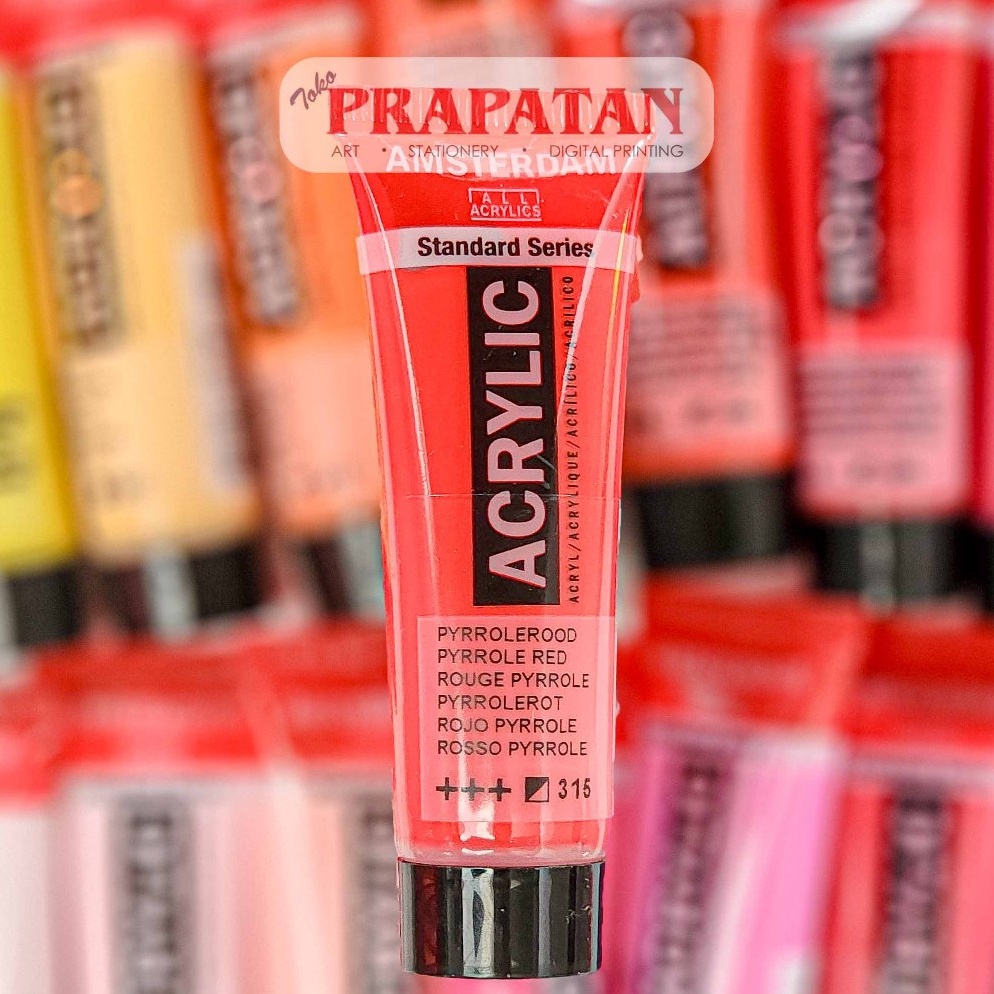 Toko
PRAPATAN
ART • STATIONERY • DIGITAL PRINTING
AMSTERDAM
ALL
ACRYLICS
Standard Series
ACRYLIC
ACRYL/ACRYLIQUE/ACRÍLICO/ACRILICO
PYRROLEROOD
PYRROLE RED
ROUGE PYRROLE
PYRROLEROT
ROJO PYRROLE
ROSSO PYRROLE
+++ 315